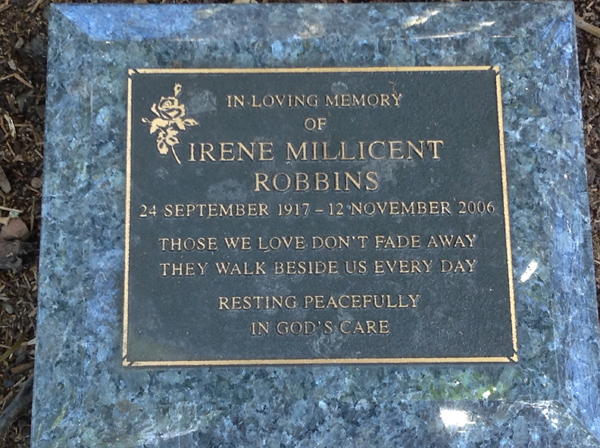 IN LOVING MEMORY
OF
IRENE MILLICENT
ROBBINS
24 SEPTEMBER 1917 – 12 NOVEMBER 2006
THOSE WE LOVE DON'T FADE AWAY
THEY WALK BESIDE US EVERY DAY
RESTING PEACEFULLY
IN GOD'S CARE